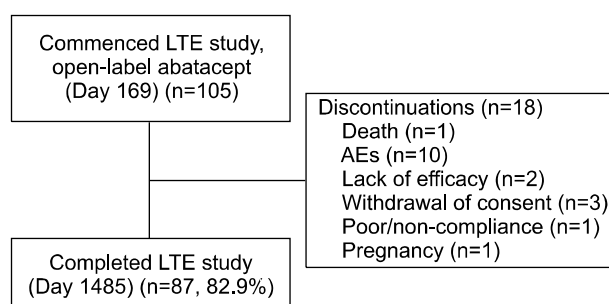 Commenced LTE study,
open-label abatacept
(Day 169) (n=105)
Discontinuations (n=18)
Death (n=1)
AEs (n=10)
Lack of efficacy (n=2)
Withdrawal of consent (n=3)
Poor/non-compliance (n=1)
Pregnancy (n=1)
Completed LTE study
(Day 1485) (n=87, 82.9%)